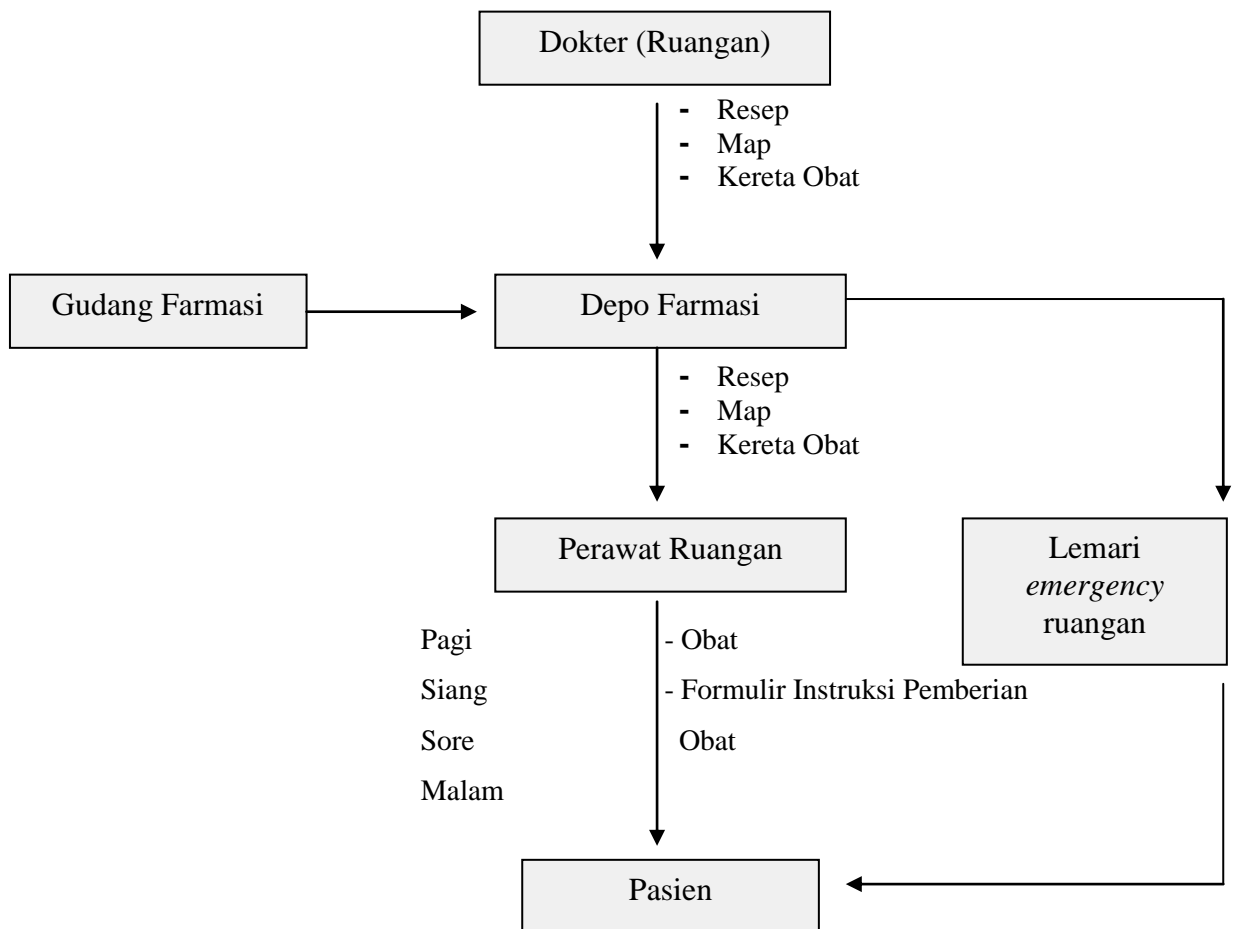 Dokter (Ruangan)
- Resep
- Map
- Kereta Obat
Gudang Farmasi
Depo Farmasi
- Resep
- Map
- Kereta Obat
Perawat Ruangan
Lemari
emergency
ruangan
Pagi
Siang
Sore
Malam
- Obat
- Formulir Instruksi Pemberian
Obat
Pasien